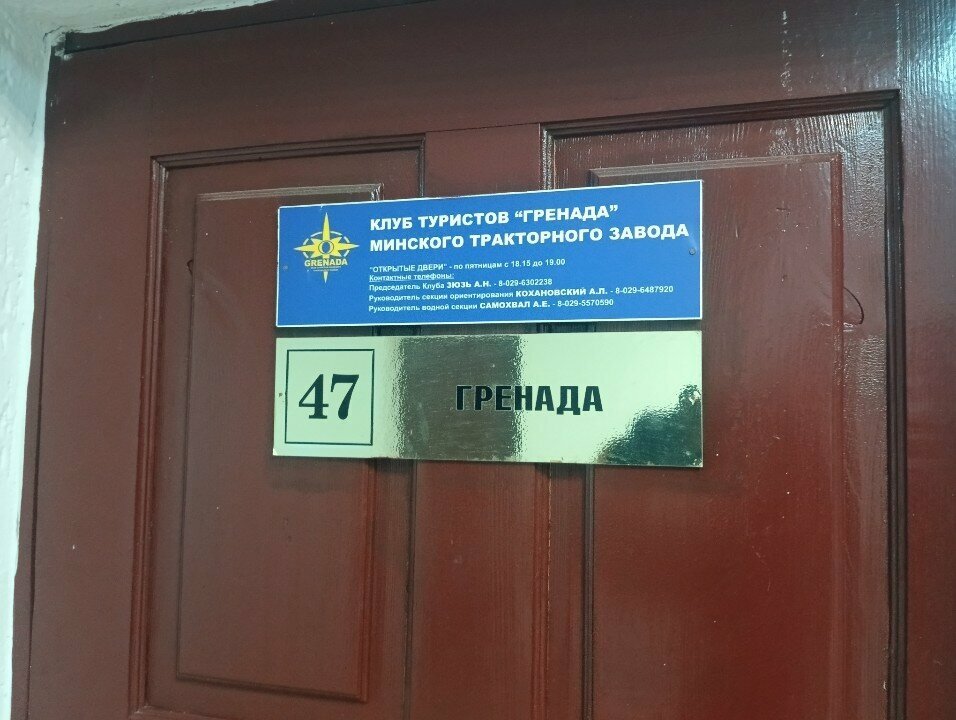 КЛУБ ТУРИСТОВ "ГРЕНАДА"
МИНСКОГО ТРАКТОРНОГО ЗАВОДА
GRENADA
"ОТКРЫТЫЕ ДВЕРИ" - по пятницам с 18.15 до 19.00
Контактные телефоны:
Председатель Клуба ЗЮЗЬ А.Н. - 8-029-6302238
Руководитель секции ориентирования КОХАНОВСКИЙ А.Л. - 8-029-6487920
Руководитель водной секции САМОХВАЛ А.Е. - 8-029-5570590
47
ГРЕНАДА